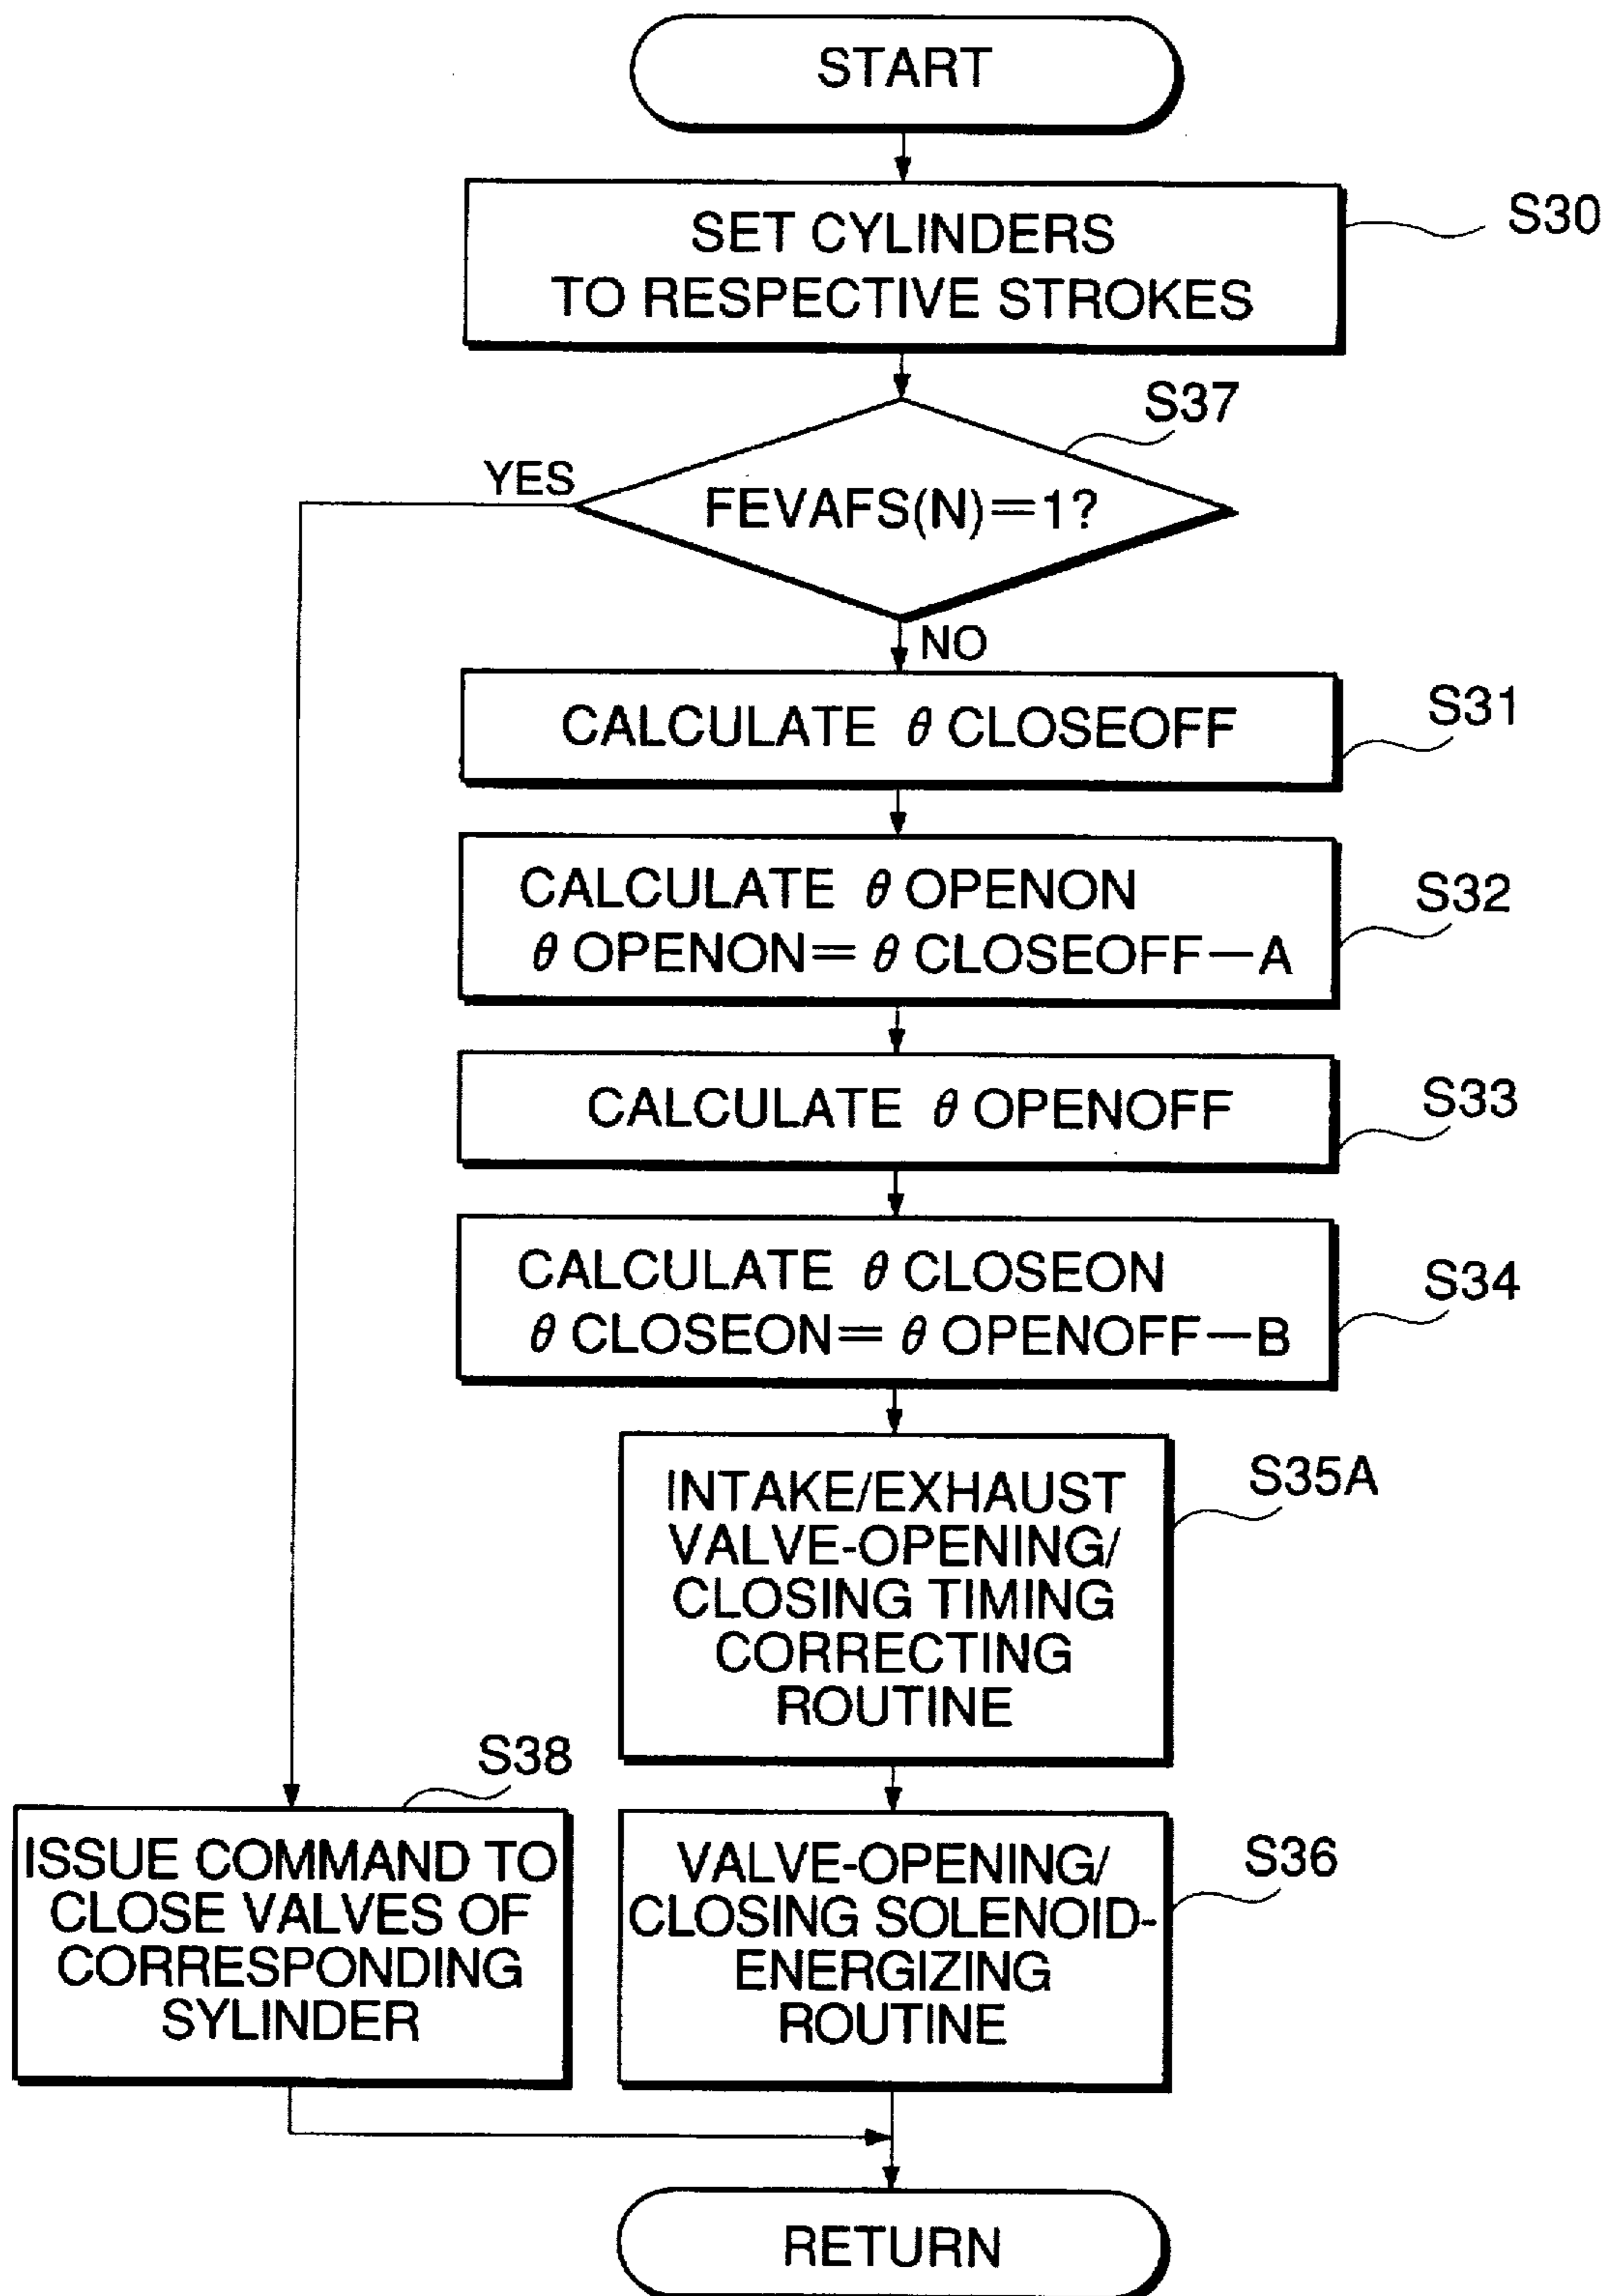 START
SET CYLINDERS
TO RESPECTIVE STROKES
S30
S37
YES
FEVAFS(N)=1?
NO
CALCULATE θ CLOSEOFF
S31
CALCULATE θ OPENON
θ OPENON=θ CLOSEOFF-A
S32
CALCULATE θ OPENOFF
S33
CALCULATE θ CLOSEON
θ CLOSEON=θ OPENOFF-B
S34
INTAKE/EXHAUST
VALVE-OPENING/
CLOSING TIMING
CORRECTING
ROUTINE
S35A
S38
ISSUE COMMAND TO
CLOSE VALVES OF
CORRESPONDING
SYLINDER
VALVE-OPENING/
CLOSING SOLENOID-
ENERGIZING
ROUTINE
S36
RETURN